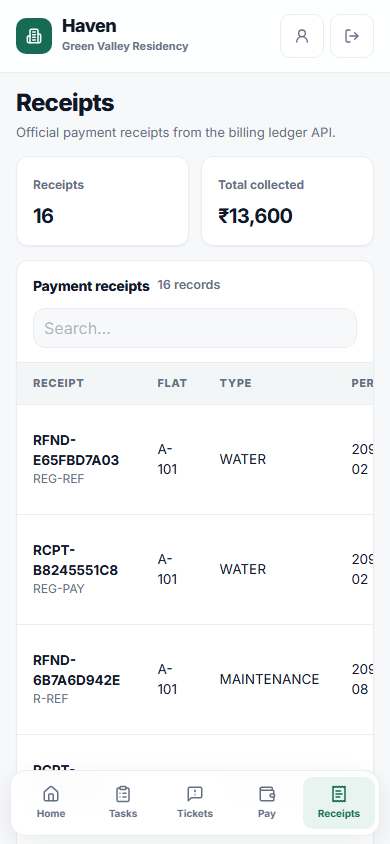 Haven
Green Valley Residency
Receipts
Official payment receipts from the billing ledger API.
Receipts
16
Total collected
₹13,600
Payment receipts 16 records
Search...
RECEIPT FLAT TYPE PER
RFND-
E65FBD7A03
REG-REF
A-
101
WATER
209
02
RCPT-
B8245551C8
REG-PAY
A-
101
WATER
209
02
RFND-
6B7A6D942E
R-REF
A-
101
MAINTENANCE
209
08
RCPT-
Home Tasks Tickets Pay Receipts